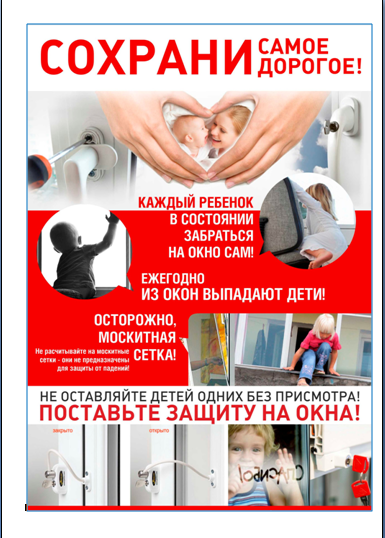 СОХРАНИ САМОЕ
ДОРОГОЕ!
КАЖДЫЙ РЕБЕНОК
В СОСТОЯНИИ
ЗАБРАТЬСЯ
НА ОКНО САМ!
ЕЖЕГОДНО
ИЗ ОКОН ВЫПАДАЮТ ДЕТИ!
ОСТОРОЖНО,
МОСКИТНАЯ
СЕТКА!
Не расчитывайте на москитные
сетки - они не предназначены
для защиты от падений!
НЕ ОСТАВЛЯЙТЕ ДЕТЕЙ ОДНИХ БЕЗ ПРИСМОТРА!
ПОСТАВЬТЕ ЗАЩИТУ НА ОКНА!
закрыто
открыто
СПАСИБО!